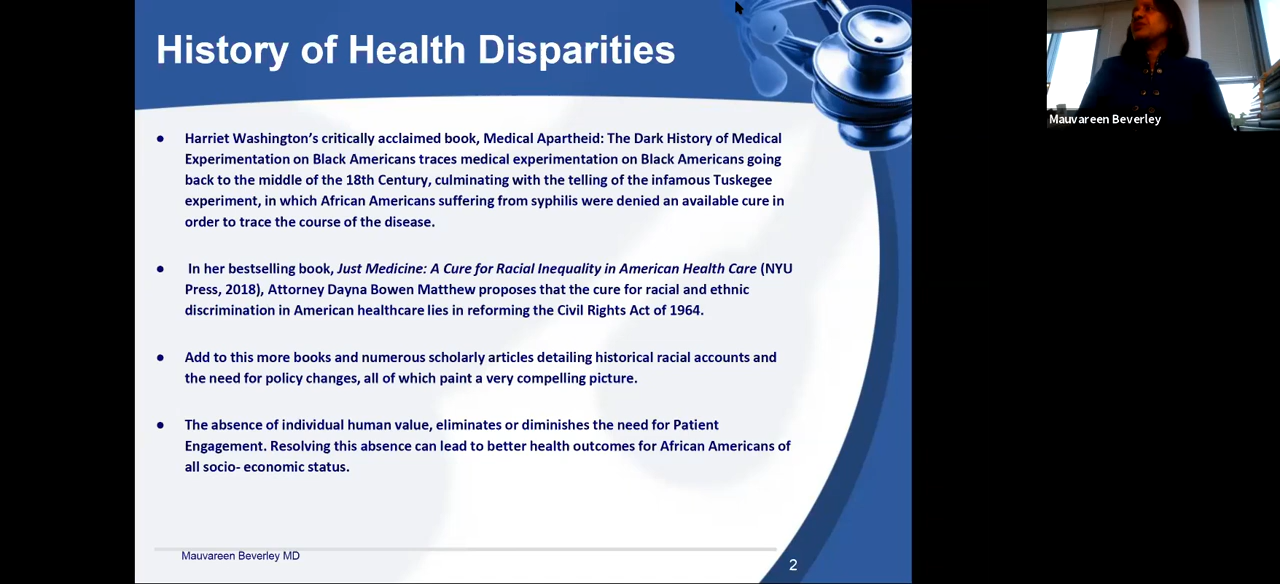 History of Health Disparities
Mauvareen Beverley
● Harriet Washington’s critically acclaimed book, Medical Apartheid: The Dark History of Medical
Experimentation on Black Americans traces medical experimentation on Black Americans going
back to the middle of the 18th Century, culminating with the telling of the infamous Tuskegee
experiment, in which African Americans suffering from syphilis were denied an available cure in
order to trace the course of the disease.
● In her bestselling book, Just Medicine: A Cure for Racial Inequality in American Health Care (NYU
Press, 2018), Attorney Dayna Bowen Matthew proposes that the cure for racial and ethnic
discrimination in American healthcare lies in reforming the Civil Rights Act of 1964.
● Add to this more books and numerous scholarly articles detailing historical racial accounts and
the need for policy changes, all of which paint a very compelling picture.
● The absence of individual human value, eliminates or diminishes the need for Patient
Engagement. Resolving this absence can lead to better health outcomes for African Americans of
all socio- economic status.
Mauvareen Beverley MD
2